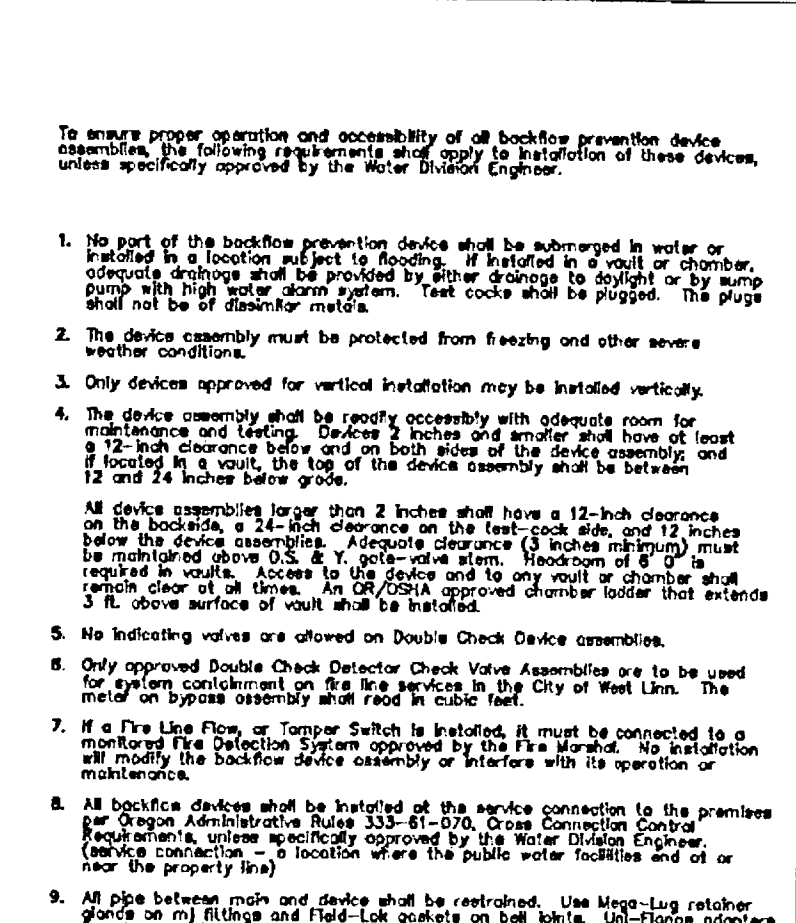 To ensure proper operation and accessibility of all backflow prevention device
assemblies, the following requirements shall apply to installation of these devices,
unless specifically approved by the Water Division Engineer.
1. No part of the backflow prevention device shall be submerged in water or
installed in a location subject to flooding. If installed in a vault or chamber,
adequate drainage shall be provided by either drainage to daylight or by sump
pump with high water alarm system. Test cocks shall be plugged. The plugs
shall not be of dissimilar metals.
2. The device assembly must be protected from freezing and other severe
weather conditions.
3. Only devices approved for vertical installation may be installed vertically.
4. The device assembly shall be readily accessibly with adequate room for
maintenance and testing. Devices 2 inches and smaller shall have at least
a 12-inch clearance below and on both sides of the device assembly; and
if located in a vault, the top of the device assembly shall be between
12 and 24 inches below grade.
All device assemblies larger than 2 inches shall have a 12-inch clearance
on the backside, a 24-inch clearance on the test-cock side, and 12 inches
below the device assemblies. Adequate clearance (3 inches minimum) must
be maintained above O.S. & Y. gate-valve stem. Headroom of 6' 0" is
required in vaults. Access to the device and to any vault or chamber shall
remain clear at all times. An OR/OSHA approved chamber ladder that extends
3 ft. above surface of vault shall be installed.
5. No indicating valves are allowed on Double Check Device assemblies.
6. Only approved Double Check Detector Check Valve Assemblies are to be used
for system containment on fire line services in the City of West Linn. The
meter on bypass assembly shall read in cubic feet.
7. If a Fire Line Flow, or Tamper Switch is installed, it must be connected to a
monitored Fire Detection System approved by the Fire Marshal. No installation
will modify the backflow device assembly or interfere with its operation or
maintenance.
8. All backflow devices shall be installed at the service connection to the premises
per Oregon Administrative Rules 333-61-070, Cross Connection Control
Requirements, unless specifically approved by the Water Division Engineer.
(service connection - a location where the public water facilities end at or
near the property line)
9. All pipe between main and device shall be restrained. Use Mega-Lug retainer
glands on mj fittings and Field-Lok gaskets on bell joints. Uni-Flange adapters